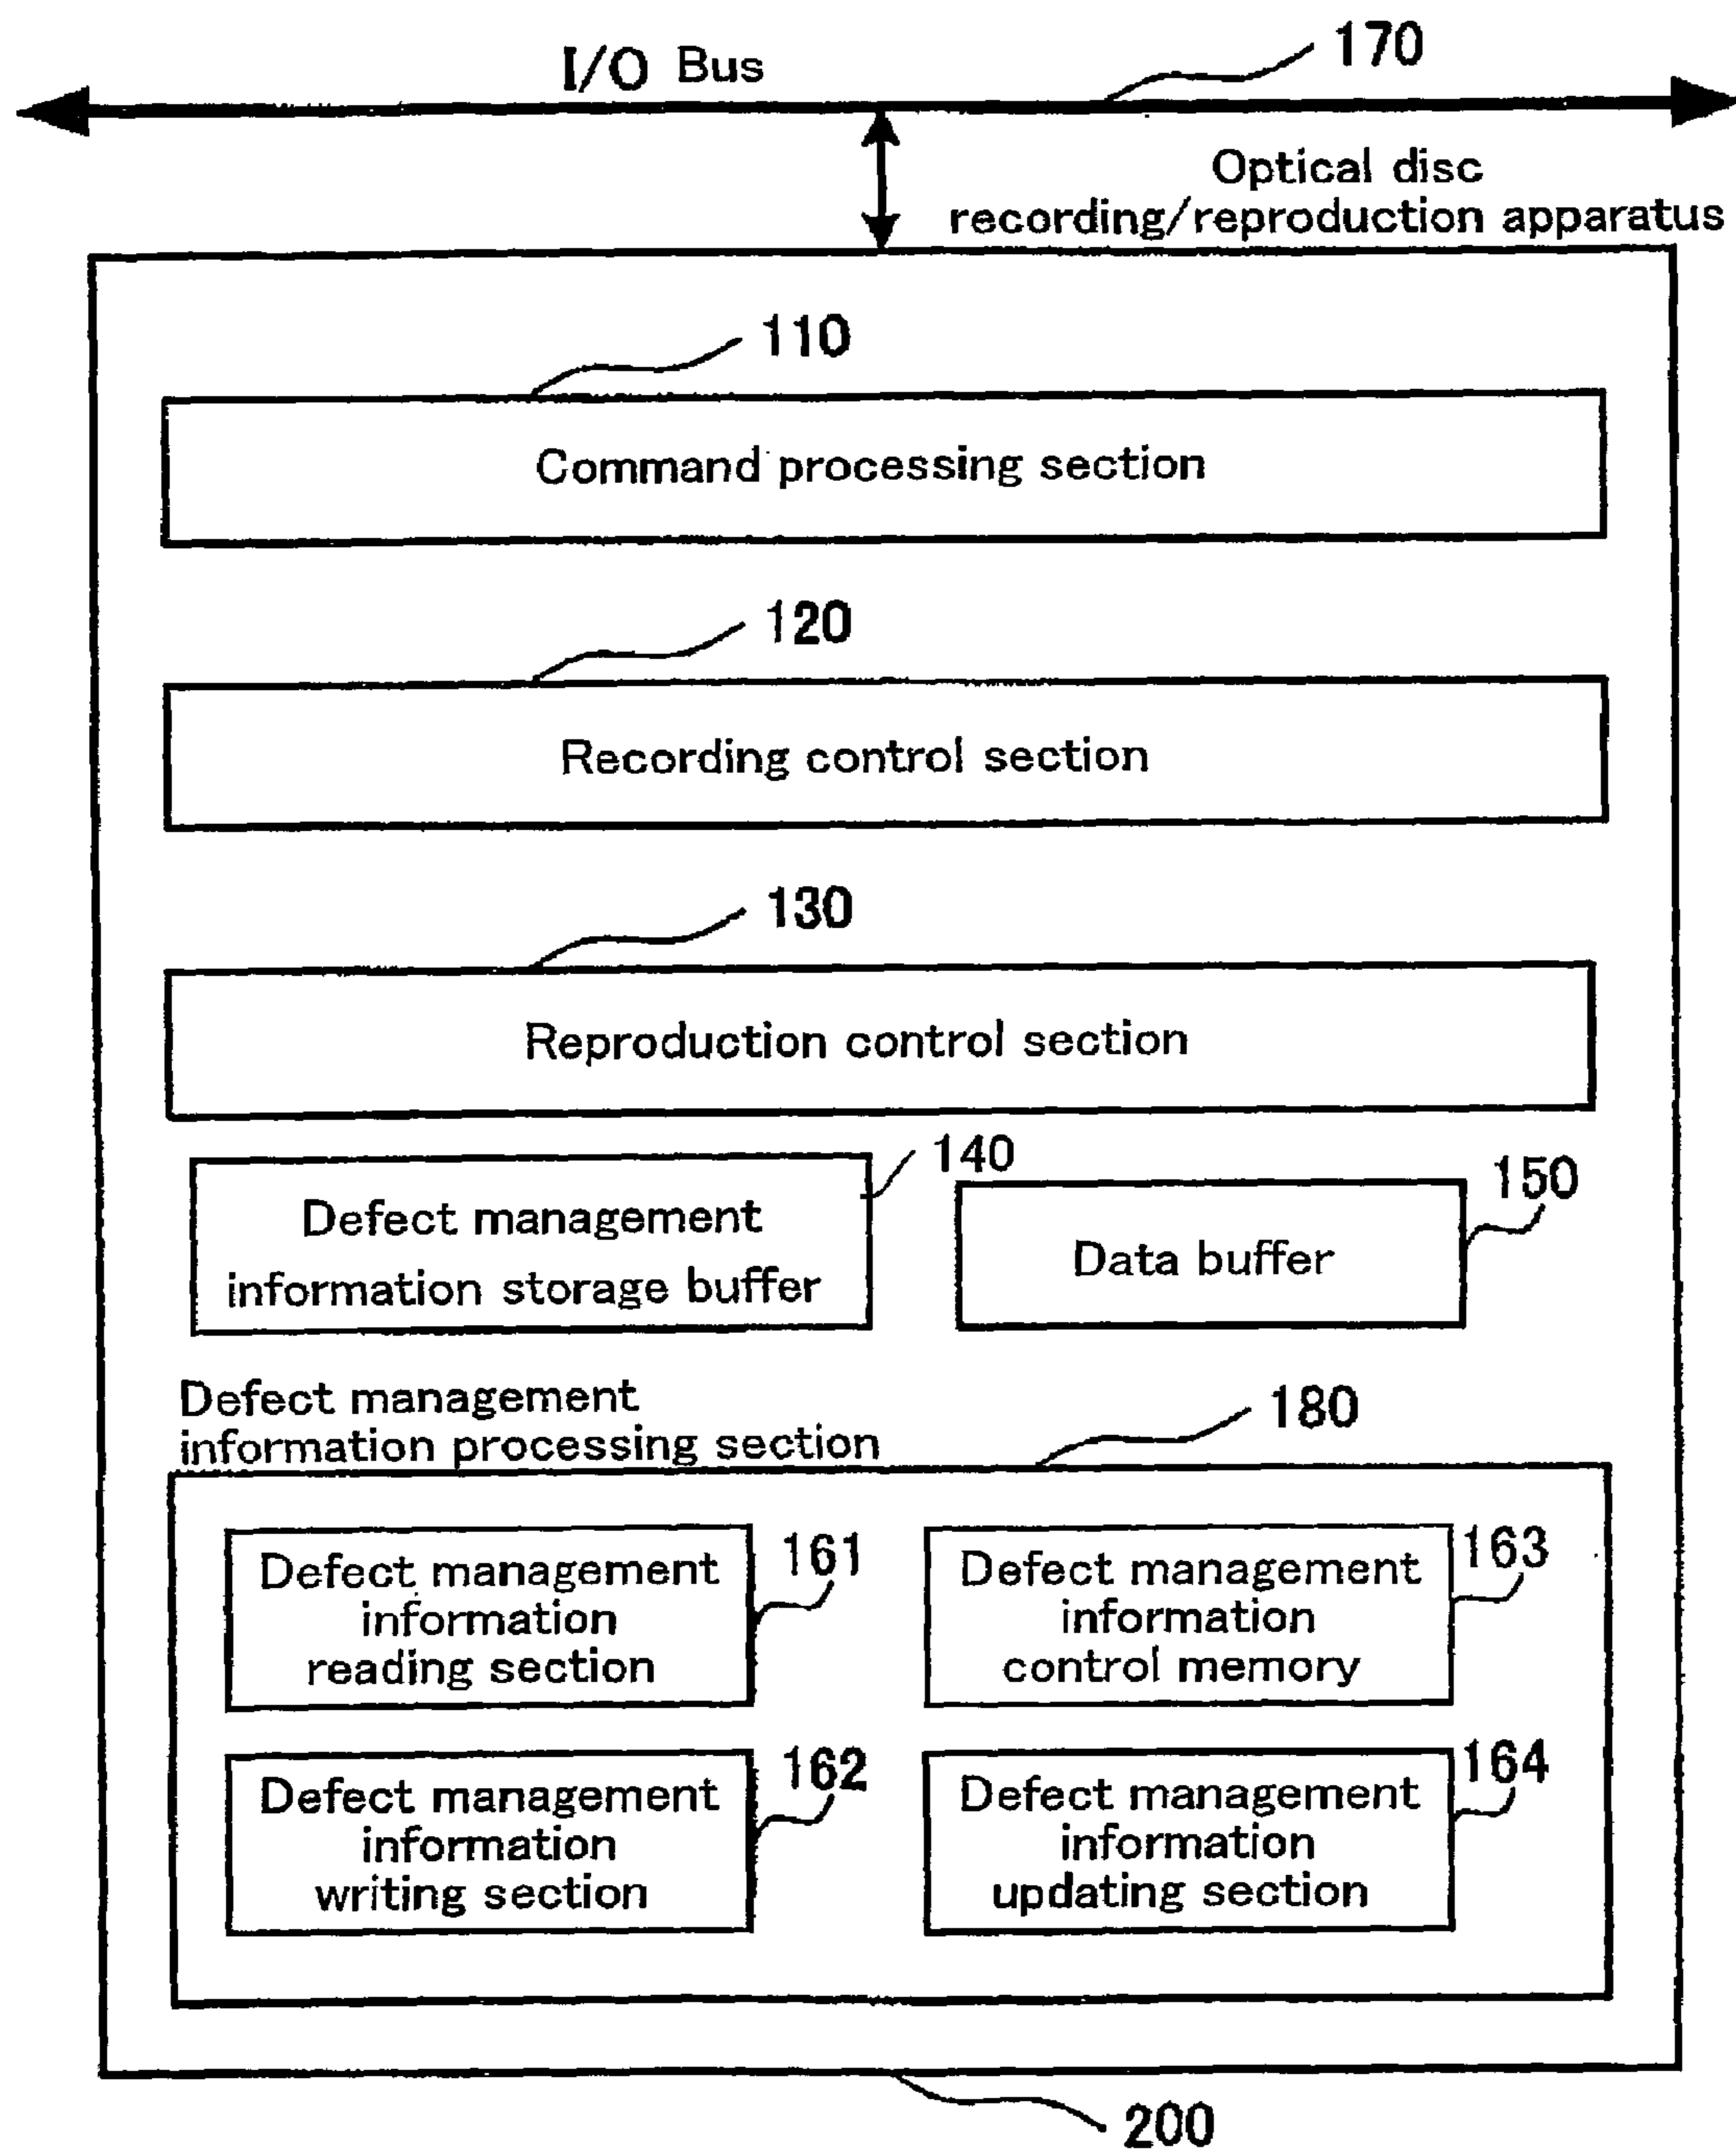 I/O Bus
170
Optical disc
recording/reproduction apparatus
110
Command processing section
120
Recording control section
130
Reproduction control section
140
Defect management
information storage buffer
150
Data buffer
Defect management
information processing section
180
Defect management
information
reading section
161
Defect management
information
control memory
163
Defect management
information
writing section
162
Defect management
information
updating section
164
200